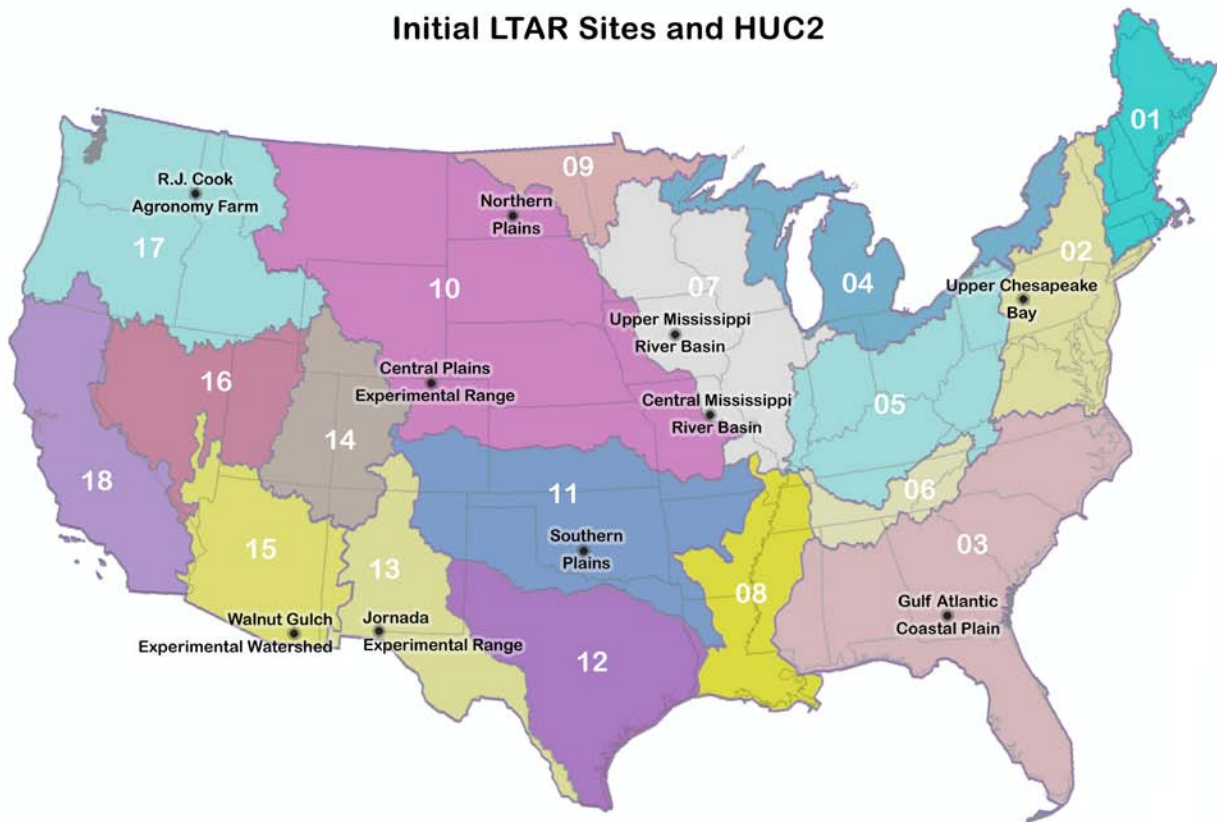 Initial LTAR Sites and HUC2
01
09
R.J. Cook
Agronomy Farm
Northern
Plains
17
02
10
07
04
Upper Chesapeake
Bay
Upper Mississippi
River Basin
16
Central Plains
Experimental Range
Central Mississippi
River Basin
05
14
18
11
06
15
Southern
Plains
03
13
08
Gulf Atlantic
Coastal Plain
Walnut Gulch
Experimental Watershed
Jornada
Experimental Range
12